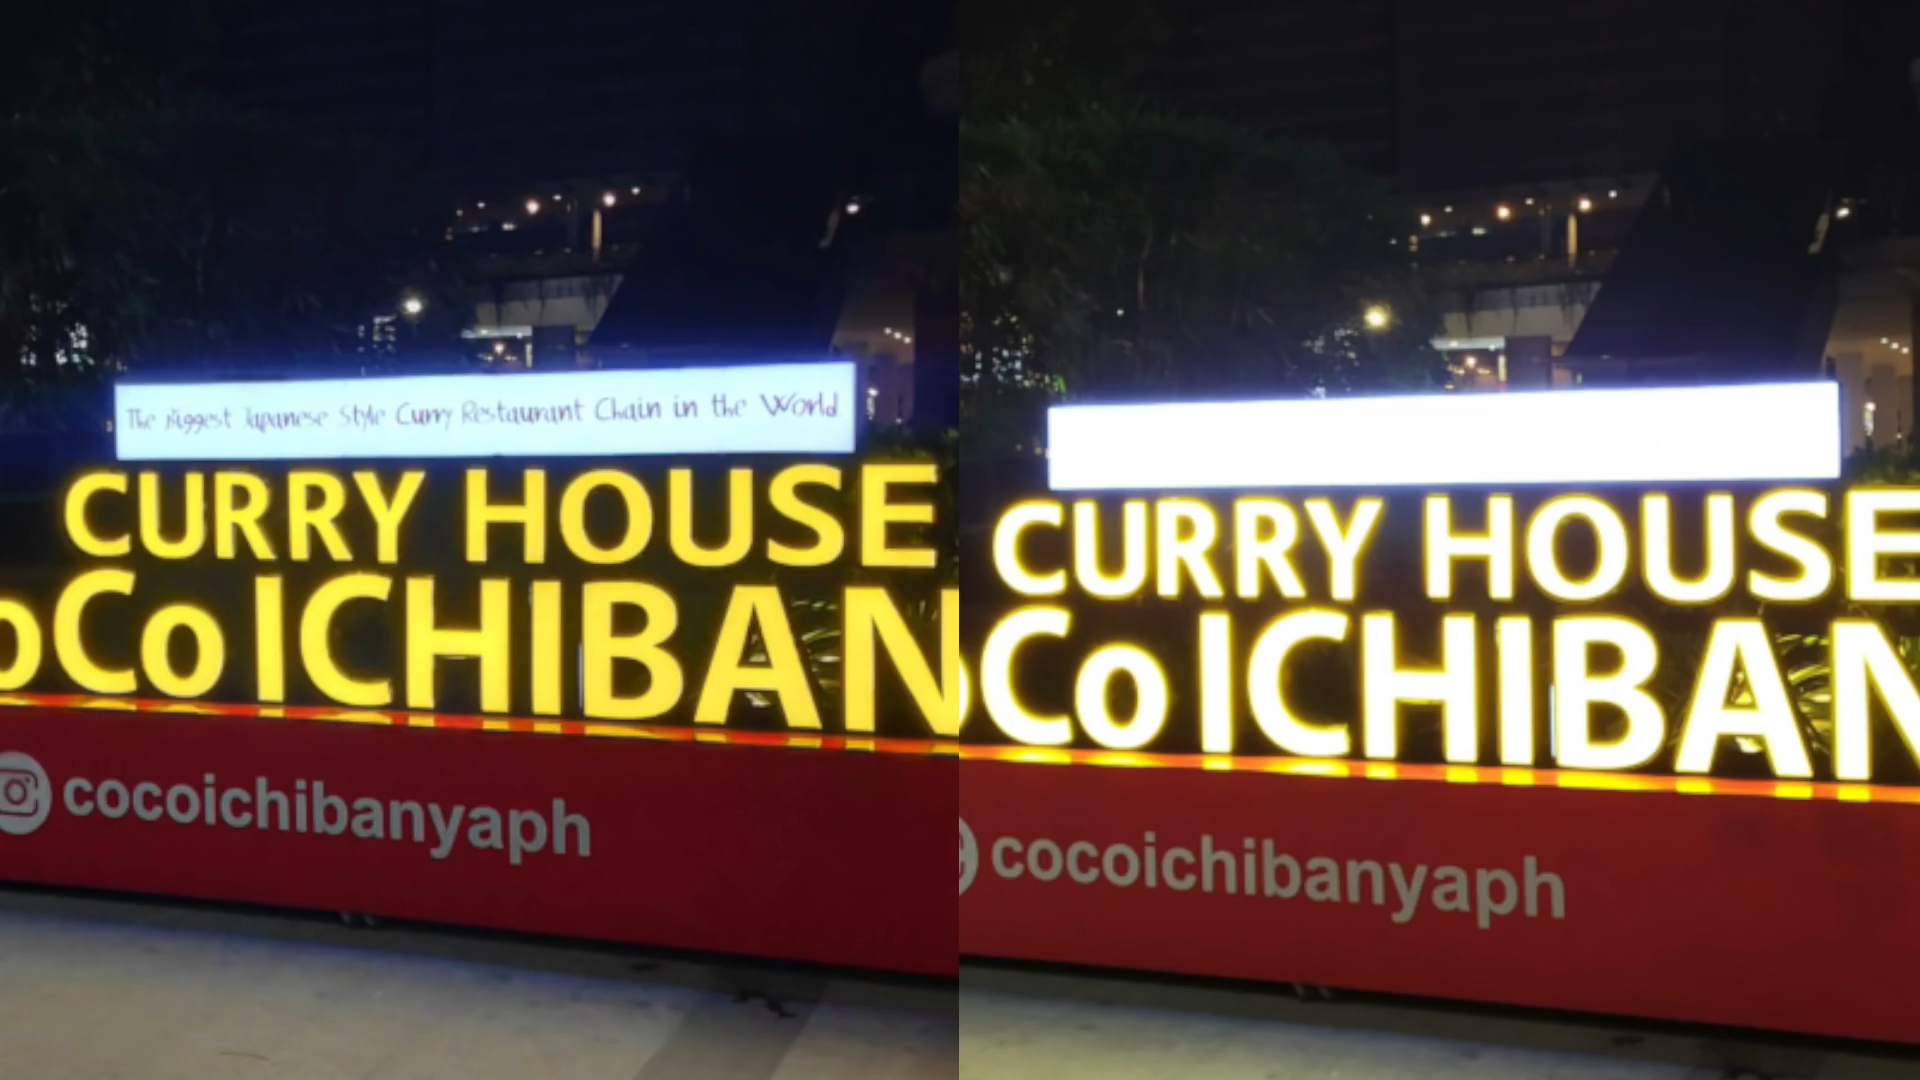 The Biggest Japanese Style Curry Restaurant Chain in the World
CURRY HOUSE
oCo ICHIBAN
cocoichibanyaph
CURRY HOUSE
Co ICHIBAN
cocoichibanyaph